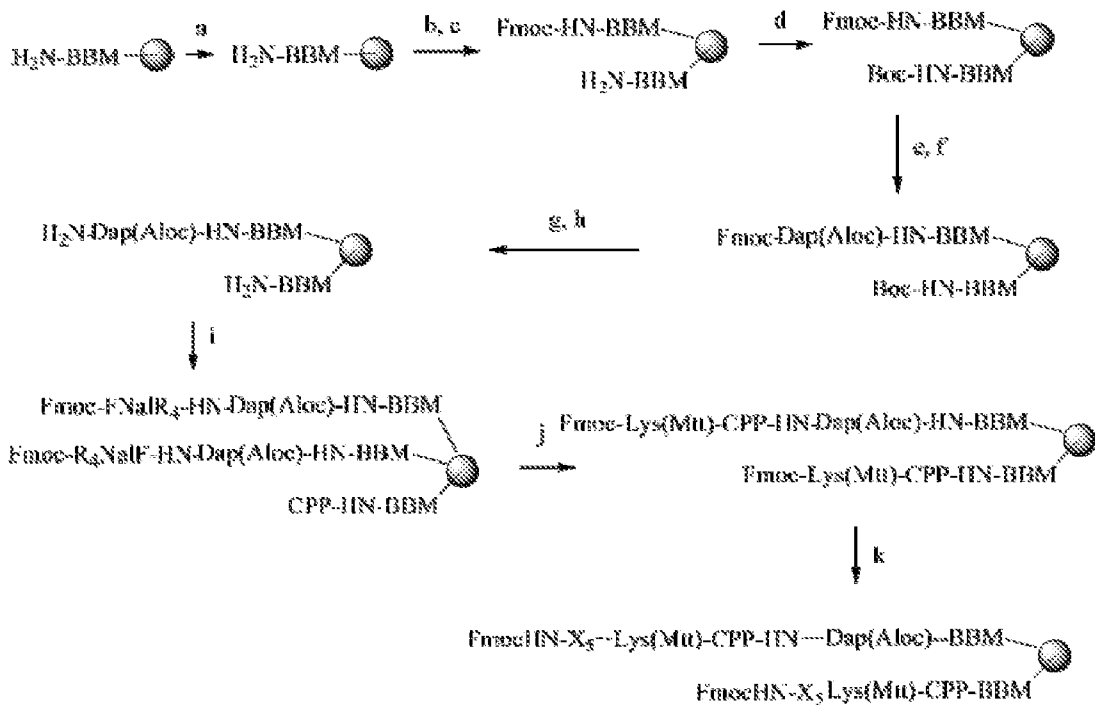 a
b, c
d
H₂N-BBM
H₂N-BBM
Fmoc-HN-BBM
H₂N-BBM
Fmoc-HN-BBM
Boc-HN-BBM
e, f
H₂N-Dap(Aloc)-HN-BBM
H₂N-BBM
g, h
Fmoc-Dap(Aloc)-HN-BBM
Boc-HN-BBM
i
Fmoc-FNalR₄-HN-Dap(Aloc)-HN-BBM
Fmoc-R₄NalF-HN-Dap(Aloc)-HN-BBM
CPP-HN-BBM
j
Fmoc-Lys(Mtt)-CPP-HN-Dap(Aloc)-HN-BBM
Fmoc-Lys(Mtt)-CPP-HN-BBM
k
FmocHN-X₅-Lys(Mtt)-CPP-HN-Dap(Aloc)-BBM
FmocHN-X₅Lys(Mtt)-CPP-BBM